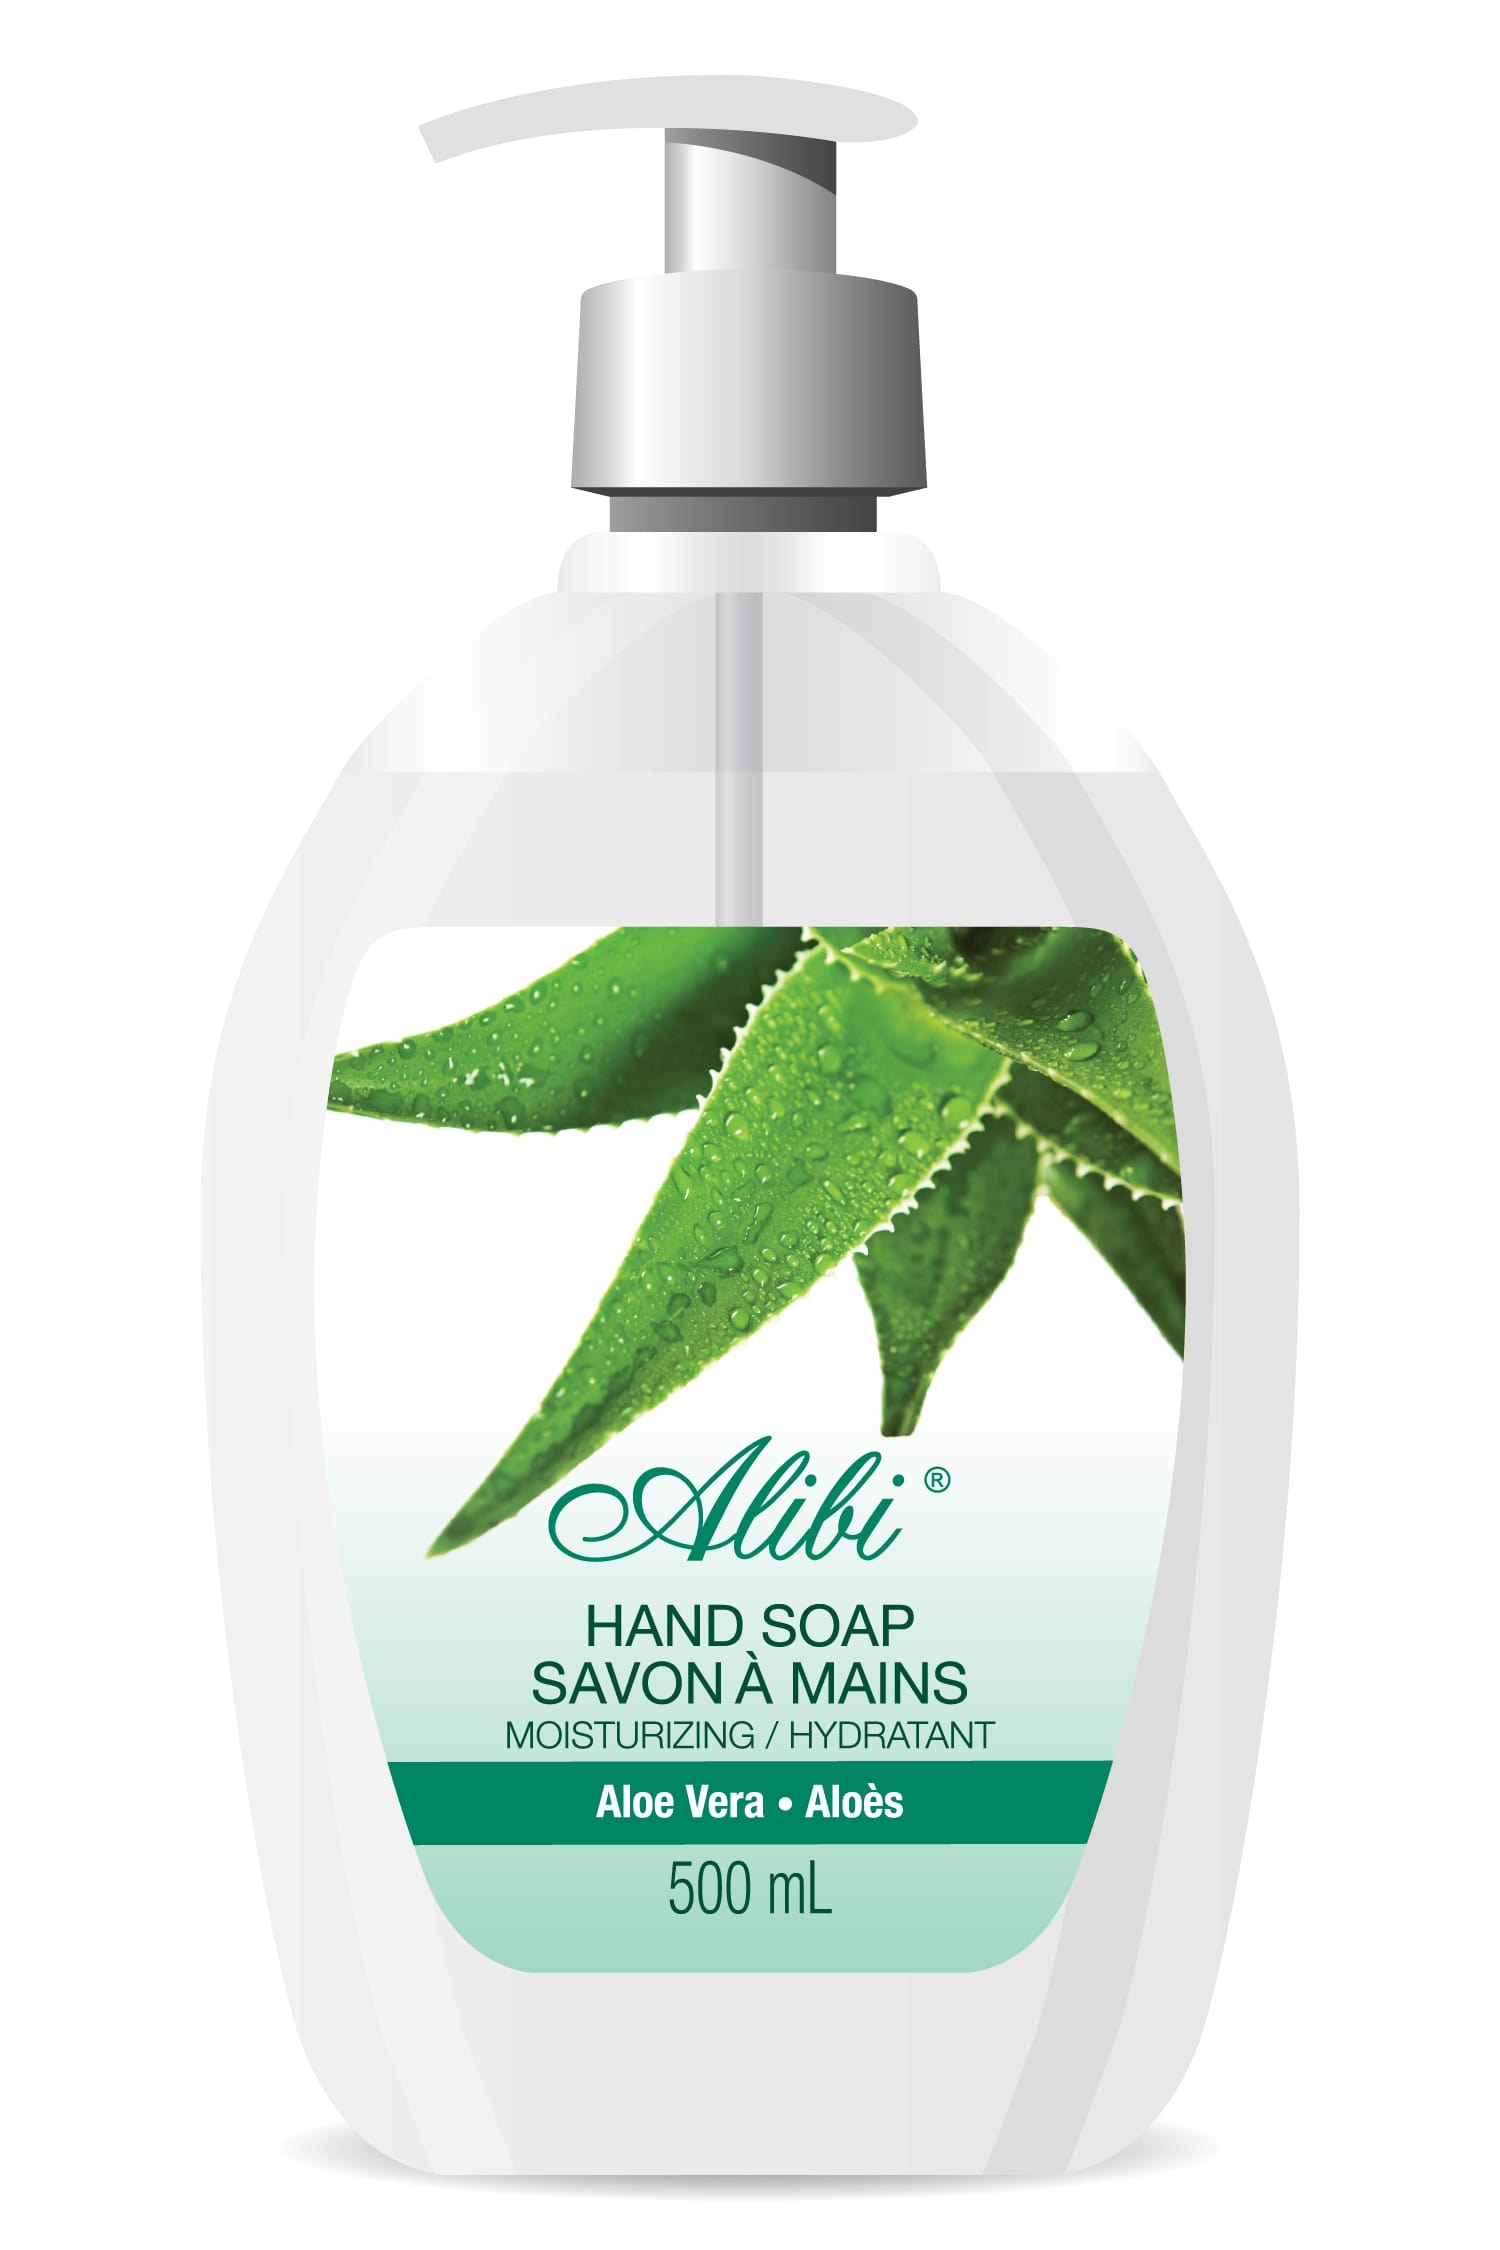 Alibi ®
HAND SOAP
SAVON À MAINS
MOISTURIZING / HYDRATANT
Aloe Vera • Aloès
500 mL